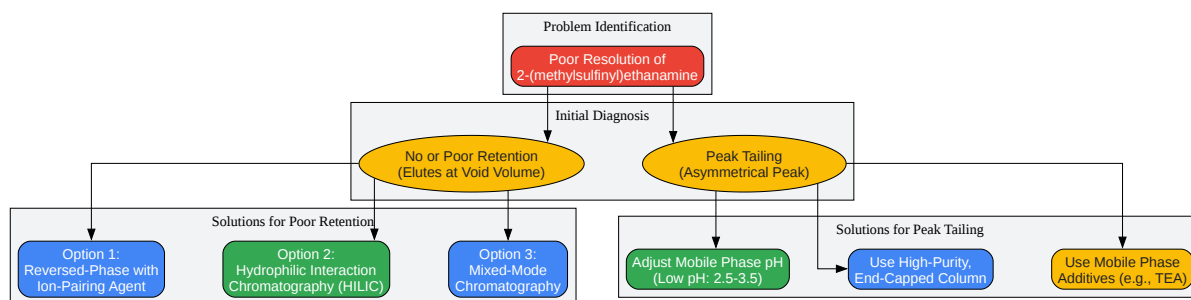 Problem Identification
Poor Resolution of
2-(methylsulfinyl)ethanamine
Initial Diagnosis
No or Poor Retention
(Elutes at Void Volume)
Peak Tailing
(Asymmetrical Peak)
Solutions for Poor Retention
Option 1:
Reversed-Phase with
Ion-Pairing Agent
Option 2:
Hydrophilic Interaction
Chromatography (HILIC)
Option 3:
Mixed-Mode
Chromatography
Solutions for Peak Tailing
Adjust Mobile Phase pH
(Low pH: 2.5-3.5)
Use High-Purity,
End-Capped Column
Use Mobile Phase
Additives (e.g., TEA)